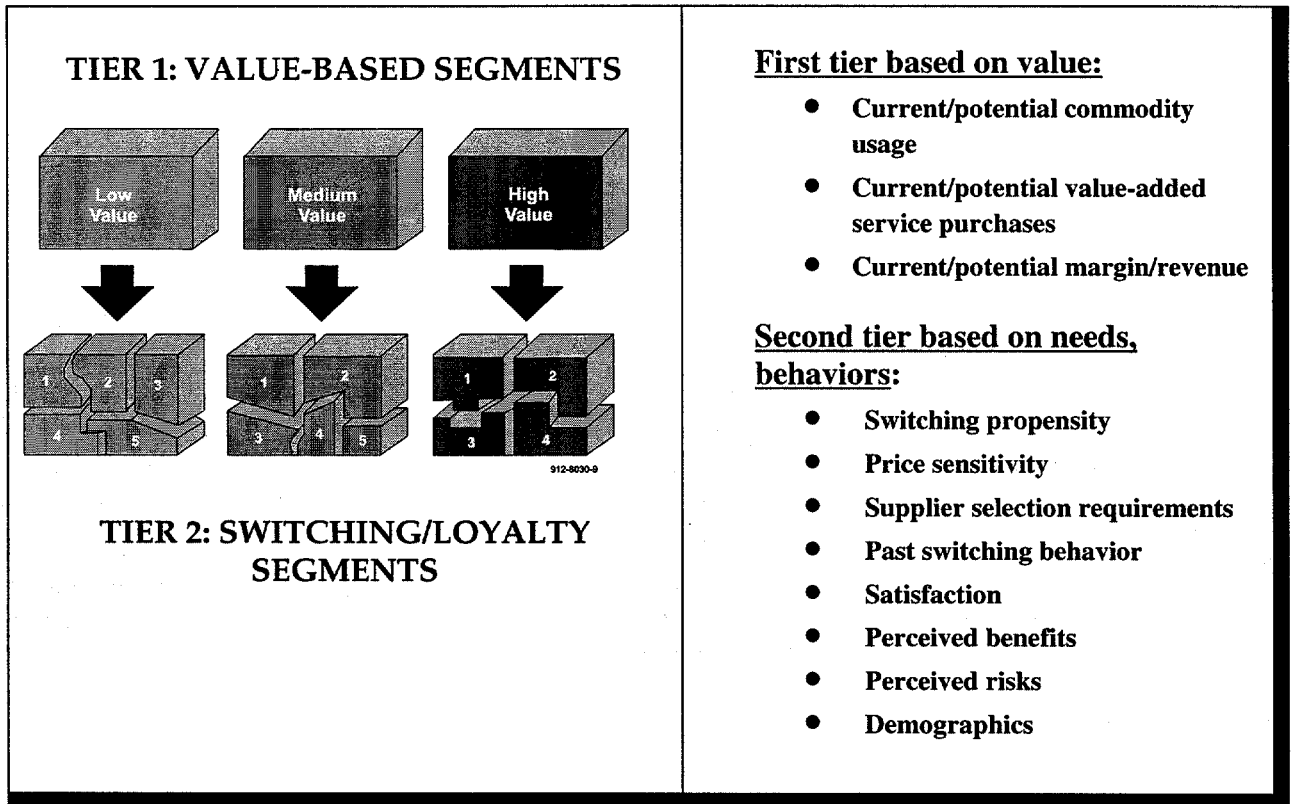 TIER 1: VALUE-BASED SEGMENTS
Low
Value
Medium
Value
High
Value
1
2
3
4
5
1
2
3
4
5
1
2
3
4
912-8030-9
TIER 2: SWITCHING/LOYALTY
SEGMENTS
First tier based on value:
• Current/potential commodity
usage
• Current/potential value-added
service purchases
• Current/potential margin/revenue
Second tier based on needs,
behaviors:
• Switching propensity
• Price sensitivity
• Supplier selection requirements
• Past switching behavior
• Satisfaction
• Perceived benefits
• Perceived risks
• Demographics